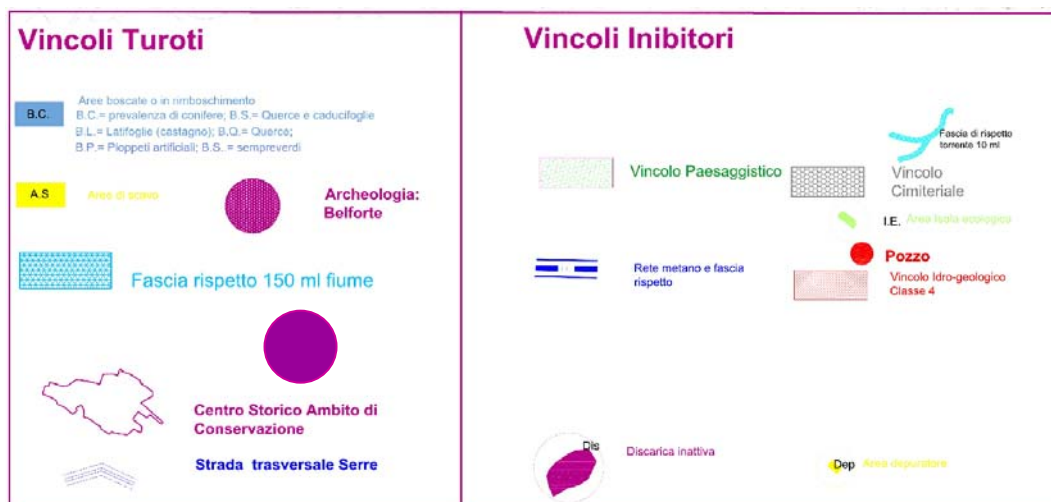 Vincoli Turoti
B.C.
Aree boscate o in rimboschimento
B.C.= prevalenza di conifere; B.S.= Querce e caducifoglie
B.L.= Latifoglie (castagno); B.Q.= Querce;
B.P.= Pioppeti artificiali; B.S..= sempreverdi
A.S
Aree di scavo
Archeologia:
Belforte
Fascia rispetto 150 ml fiume
Centro Storico Ambito di
Conservazione
Strada trasversale Serre
Vincoli Inibitori
Fascia di rispetto
torrente 10 ml
Vincolo Paesaggistico
Vincolo
Cimiteriale
I.E. Area Isola ecologica
Pozzo
Rete metano e fascia
rispetto
Vincolo Idro-geologico
Classe 4
Dis
Discarica inattiva
Dep Area depuratore